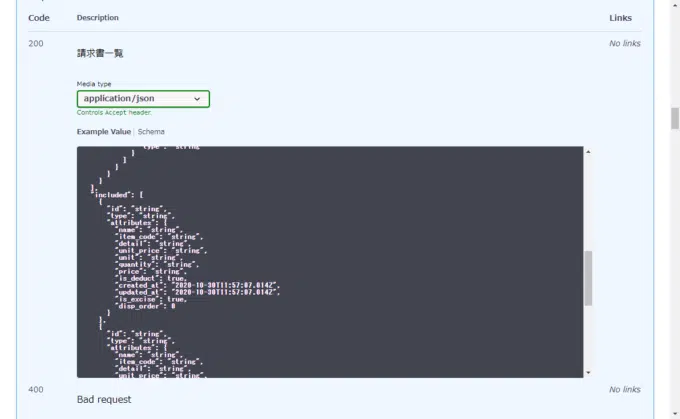 Code Description Links
200 請求書一覧 No links
Media type
application/json
Controls Accept header.
Example Value | Schema
"type": "string"
}
]
}
}
],
"included": [
{
"id": "string",
"type": "string",
"attributes": {
"name": "string",
"item_code": "string",
"detail": "string",
"unit_price": "string",
"unit": "string",
"quantity": "string",
"price": "string",
"is_deduct": true,
"created_at": "2020-10-30T11:57:07.014Z",
"updated_at": "2020-10-30T11:57:07.014Z",
"is_excise": true,
"disp_order": 0
}
},
{
"id": "string",
"type": "string",
"attributes": {
"name": "string",
"item_code": "string",
"detail": "string",
"unit_price": "string",
400 Bad request No links